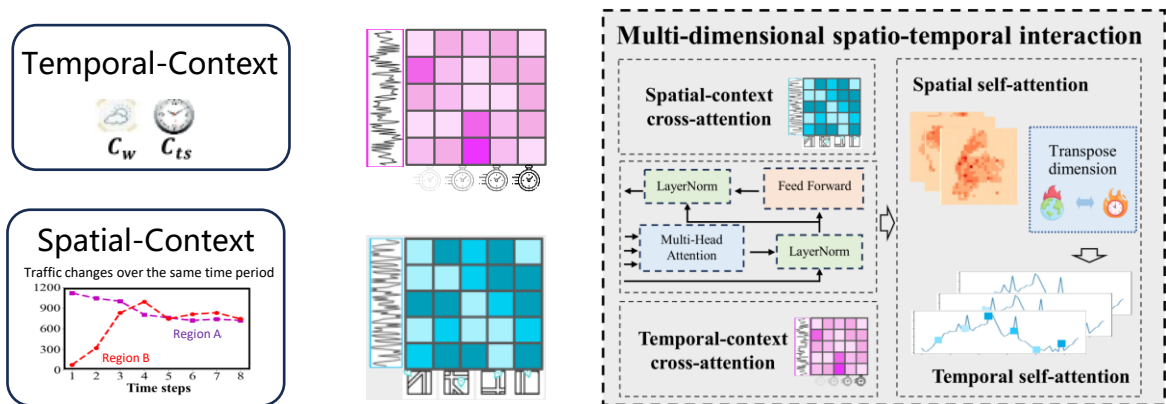 Temporal-Context
C_w C_ts
Spatial-Context
Traffic changes over the same time period
1200
900
600
300
0
Region A
Region B
1 2 3 4 5 6 7 8
Time steps
Multi-dimensional spatio-temporal interaction
Spatial-context
cross-attention
LayerNorm
Feed Forward
Multi-Head
Attention
LayerNorm
Temporal-context
cross-attention
Spatial self-attention
Transpose
dimension
Temporal self-attention